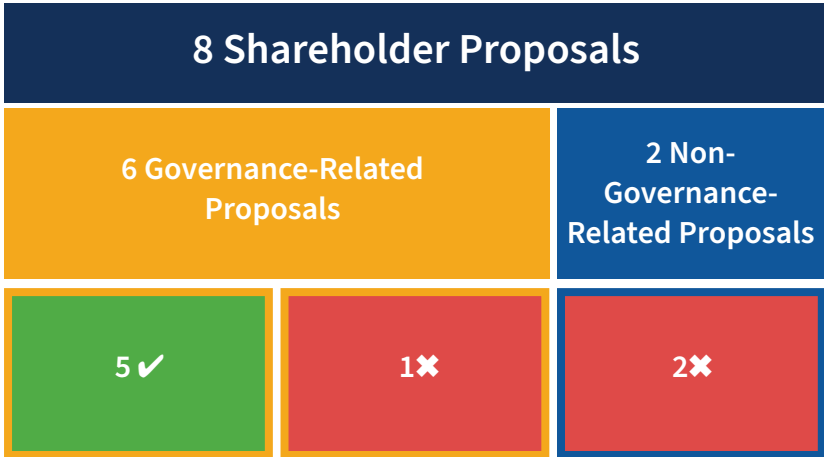 8 Shareholder Proposals
6 Governance-Related
Proposals
2 Non-
Governance-
Related Proposals
5 ✔
1✖
2✖